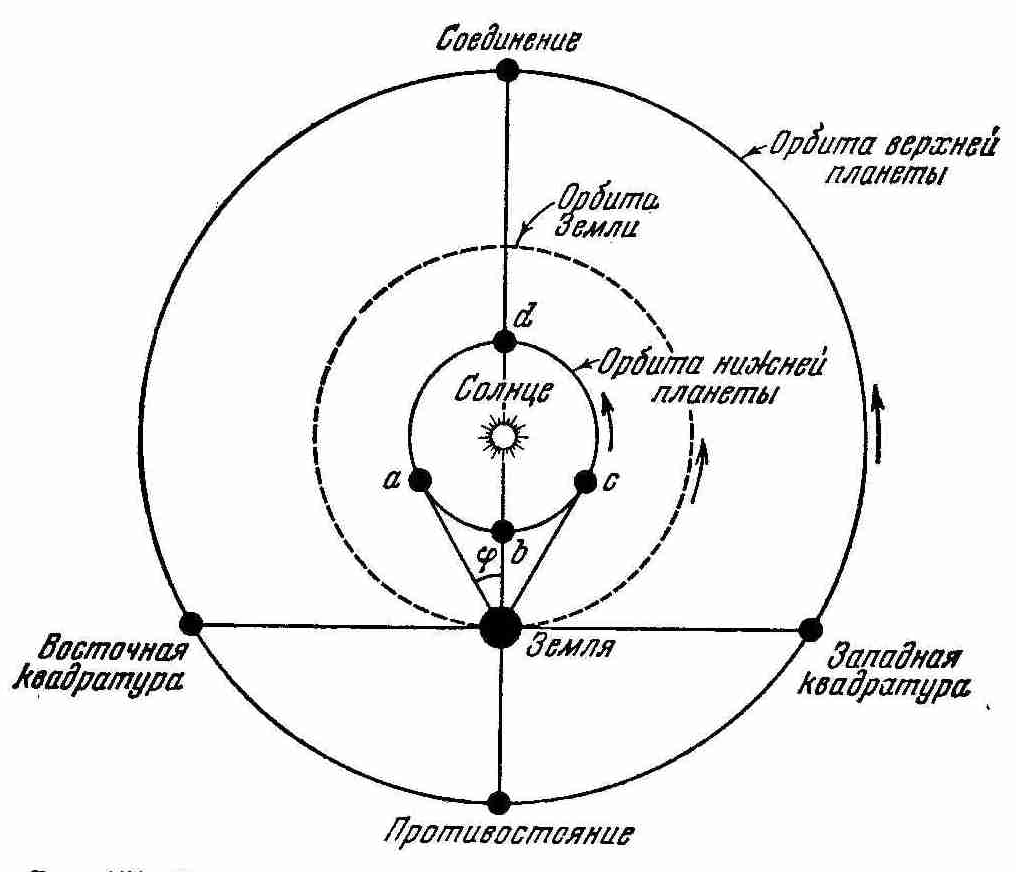 Соединение
Орбита верхней
планеты
Орбита
Земли
d
Орбита нижней
планеты
Солнце
a
c
φ
b
Земля
Восточная
квадратура
Западная
квадратура
Противостояние